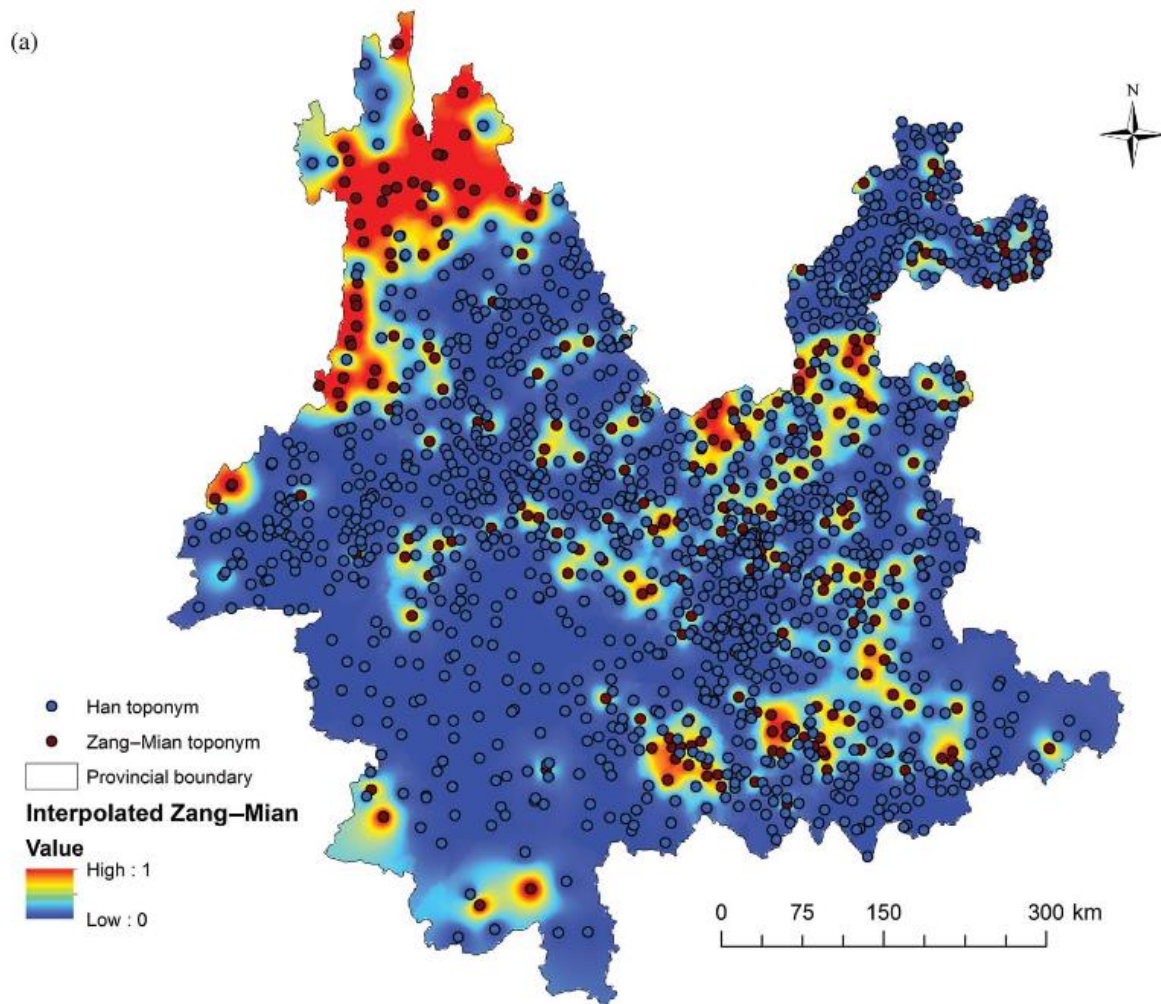 (a)
N
Han toponym
Zang–Mian toponym
Provincial boundary
Interpolated Zang–Mian
Value
High : 1
Low : 0
0 75 150 300 km